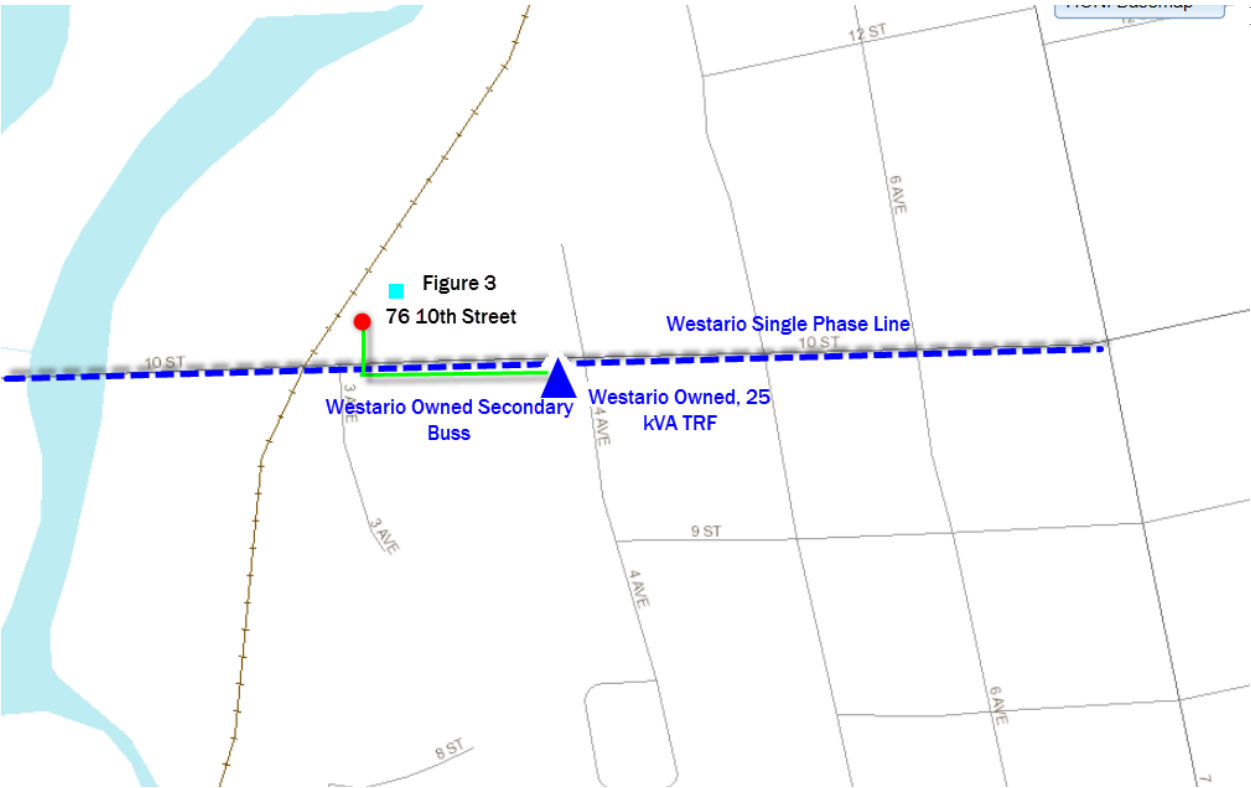 12 ST
6 AVE
Figure 3
76 10th Street
Westario Single Phase Line
10 ST
10 ST
3 AVE
Westario Owned Secondary
Buss
Westario Owned, 25
kVA TRF
4 AVE
3 AVE
9 ST
4 AVE
6 AVE
8 ST
7